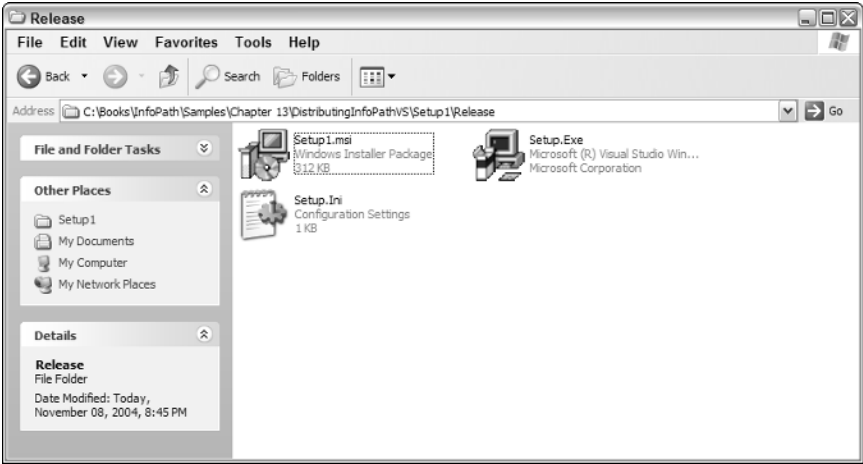 Release
File Edit View Favorites Tools Help
Back Search Folders
Address C:\Books\InfoPath\Samples\Chapter 13\DistributingInfoPathVS\Setup1\Release Go
File and Folder Tasks
Other Places
Setup1
My Documents
My Computer
My Network Places
Details
Release
File Folder
Date Modified: Today,
November 08, 2004, 8:45 PM
Setup1.msi
Windows Installer Package
312 KB
Setup.Exe
Microsoft (R) Visual Studio Win...
Microsoft Corporation
Setup.Ini
Configuration Settings
1 KB